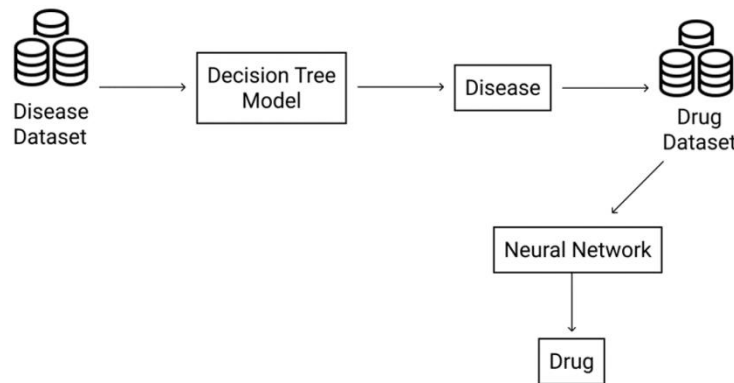 Disease
Dataset
Decision Tree
Model
Disease
Drug
Dataset
Neural Network
Drug